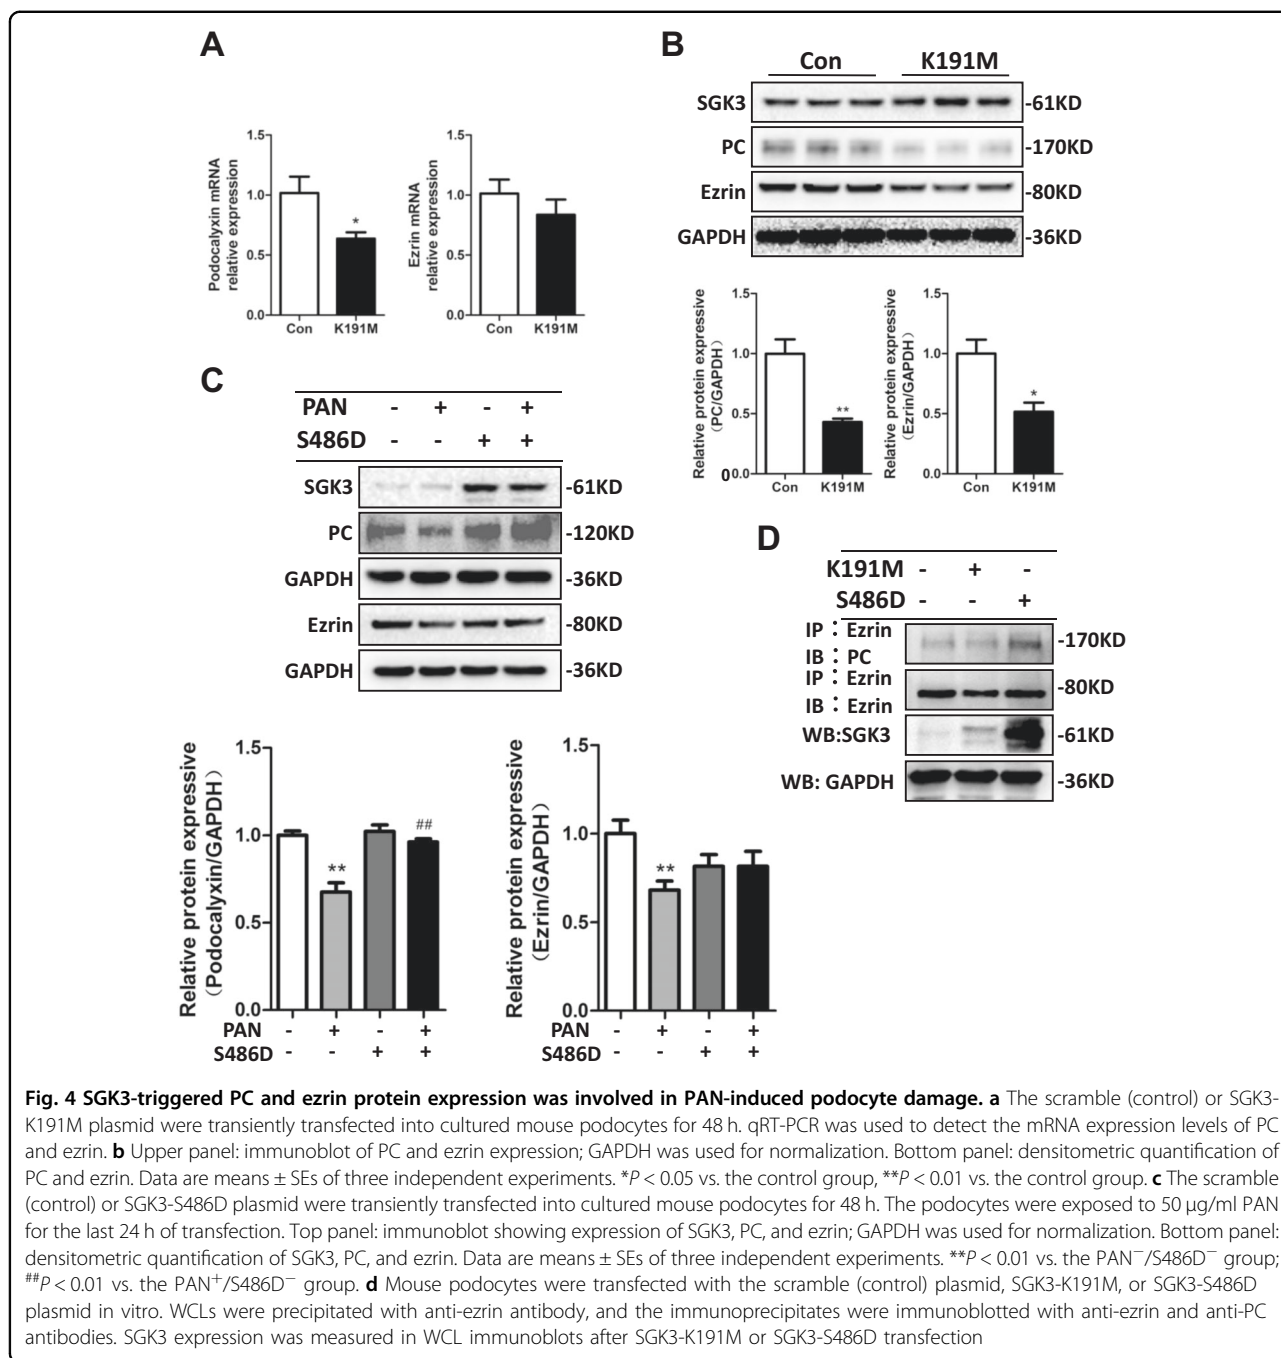 A
1.5
1.0
0.5
0.0
Podocalyxin mRNA
relative expression
*
Con K191M
1.5
1.0
0.5
0.0
Ezrin mRNA
relative expression
Con K191M
B
Con K191M
SGK3 -61KD
PC -170KD
Ezrin -80KD
GAPDH -36KD
Relative protein expressive
(PC/GAPDH)
1.5
1.0
0.5
0.0
0
**
Con K191M
Relative protein expressive
(Ezrin/GAPDH)
1.5
1.0
0.5
0.0
*
Con K191M
C
PAN - + - +
S486D - - + +
SGK3 -61KD
PC -120KD
GAPDH -36KD
Ezrin -80KD
GAPDH -36KD
Relative protein expressive
(Podocalyxin/GAPDH)
1.5
1.0
0.5
0.0
**
##
PAN - + - +
S486D - - + +
Relative protein expressive
(Ezrin/GAPDH)
1.5
1.0
0.5
0.0
**
PAN - + - +
S486D - - + +
D
K191M - + -
S486D - - +
IP : Ezrin
IB : PC
-170KD
IP : Ezrin
IB : Ezrin
-80KD
WB:SGK3 -61KD
WB: GAPDH -36KD
Fig. 4 SGK3-triggered PC and ezrin protein expression was involved in PAN-induced podocyte damage. a The scramble (control) or SGK3-
K191M plasmid were transiently transfected into cultured mouse podocytes for 48 h. qRT-PCR was used to detect the mRNA expression levels of PC
and ezrin. b Upper panel: immunoblot of PC and ezrin expression; GAPDH was used for normalization. Bottom panel: densitometric quantification of
PC and ezrin. Data are means ± SEs of three independent experiments. *P < 0.05 vs. the control group, **P < 0.01 vs. the control group. c The scramble
(control) or SGK3-S486D plasmid were transiently transfected into cultured mouse podocytes for 48 h. The podocytes were exposed to 50 µg/ml PAN
for the last 24 h of transfection. Top panel: immunoblot showing expression of SGK3, PC, and ezrin; GAPDH was used for normalization. Bottom panel:
densitometric quantification of SGK3, PC, and ezrin. Data are means ± SEs of three independent experiments. **P < 0.01 vs. the PAN⁻/S486D⁻ group;
##P < 0.01 vs. the PAN⁺/S486D⁻ group. d Mouse podocytes were transfected with the scramble (control) plasmid, SGK3-K191M, or SGK3-S486D
plasmid in vitro. WCLs were precipitated with anti-ezrin antibody, and the immunoprecipitates were immunoblotted with anti-ezrin and anti-PC
antibodies. SGK3 expression was measured in WCL immunoblots after SGK3-K191M or SGK3-S486D transfection